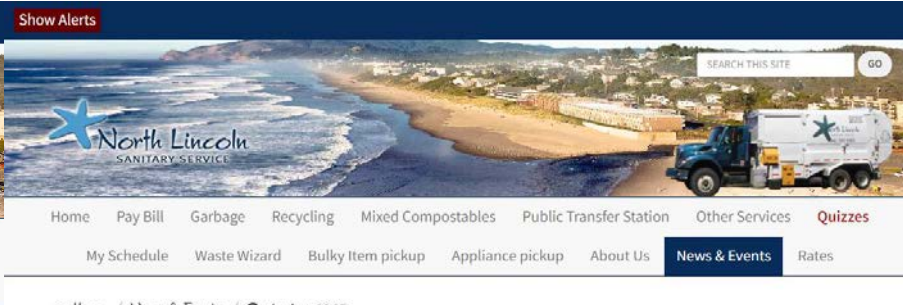 Show Alerts
SEARCH THIS SITE
GO
North Lincoln
SANITARY SERVICE
Home Pay Bill Garbage Recycling Mixed Compostables Public Transfer Station Other Services Quizzes
My Schedule Waste Wizard Bulky Item pickup Appliance pickup About Us News & Events Rates